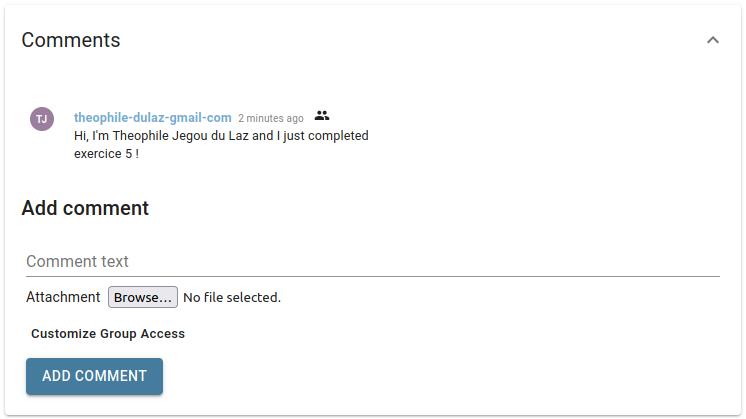 Comments
TJ
theophile-dulaz-gmail-com 2 minutes ago
Hi, I'm Theophile Jegou du Laz and I just completed
exercice 5 !
Add comment
Comment text
Attachment Browse... No file selected.
Customize Group Access
ADD COMMENT